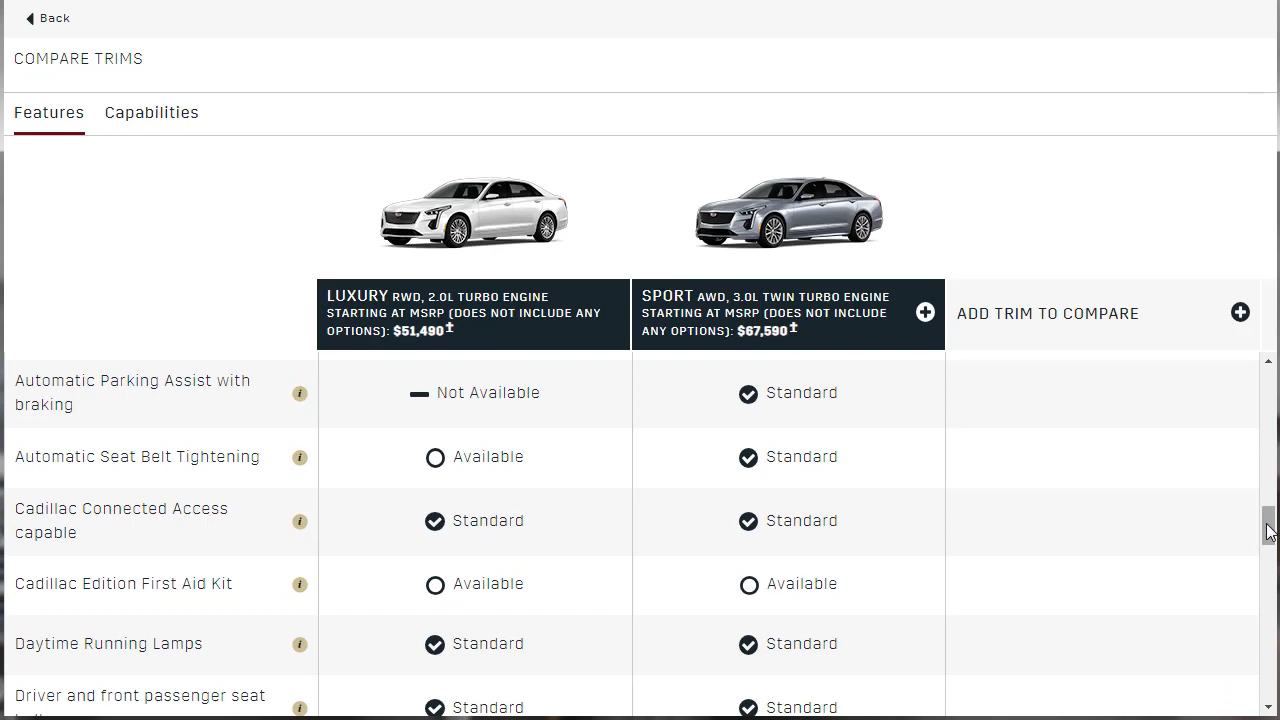 Back
COMPARE TRIMS
Features Capabilities
LUXURY RWD, 2.0L TURBO ENGINE
STARTING AT MSRP (DOES NOT INCLUDE ANY
OPTIONS): $51,490‡
SPORT AWD, 3.0L TWIN TURBO ENGINE
STARTING AT MSRP (DOES NOT INCLUDE
ANY OPTIONS): $67,590‡
ADD TRIM TO COMPARE
Automatic Parking Assist with
braking
Not Available
Standard
Automatic Seat Belt Tightening
Available
Standard
Cadillac Connected Access
capable
Standard
Standard
Cadillac Edition First Aid Kit
Available
Available
Daytime Running Lamps
Standard
Standard
Driver and front passenger seat
Standard
Standard